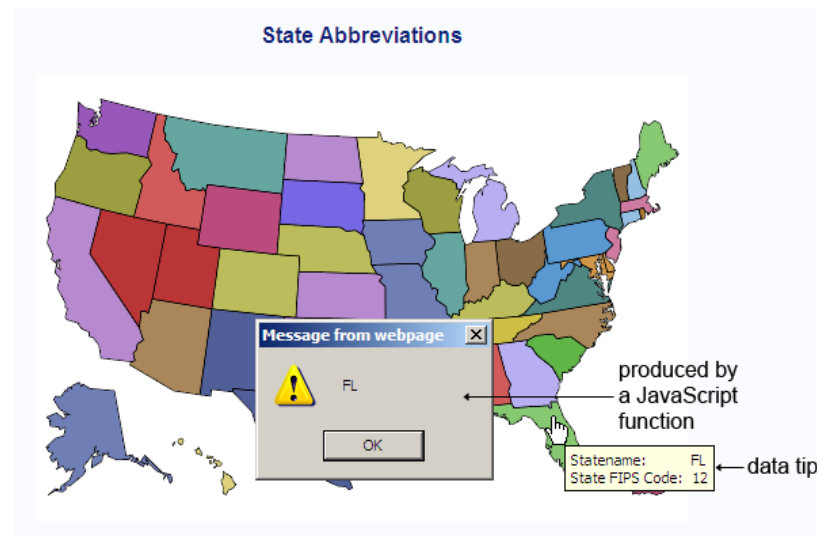 State Abbreviations
Message from webpage
FL
OK
produced by
a JavaScript
function
Statename: FL
State FIPS Code: 12
data tip